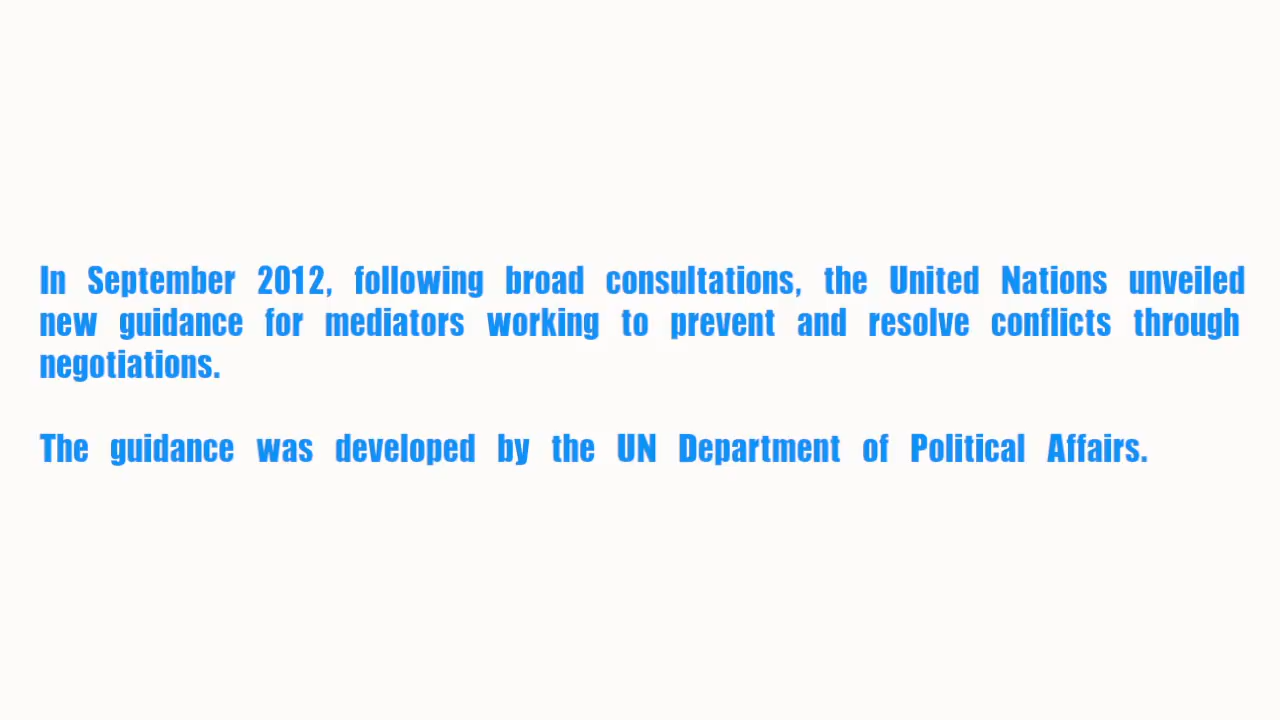 In September 2012, following broad consultations, the United Nations unveiled
new guidance for mediators working to prevent and resolve conflicts through
negotiations.
The guidance was developed by the UN Department of Political Affairs.